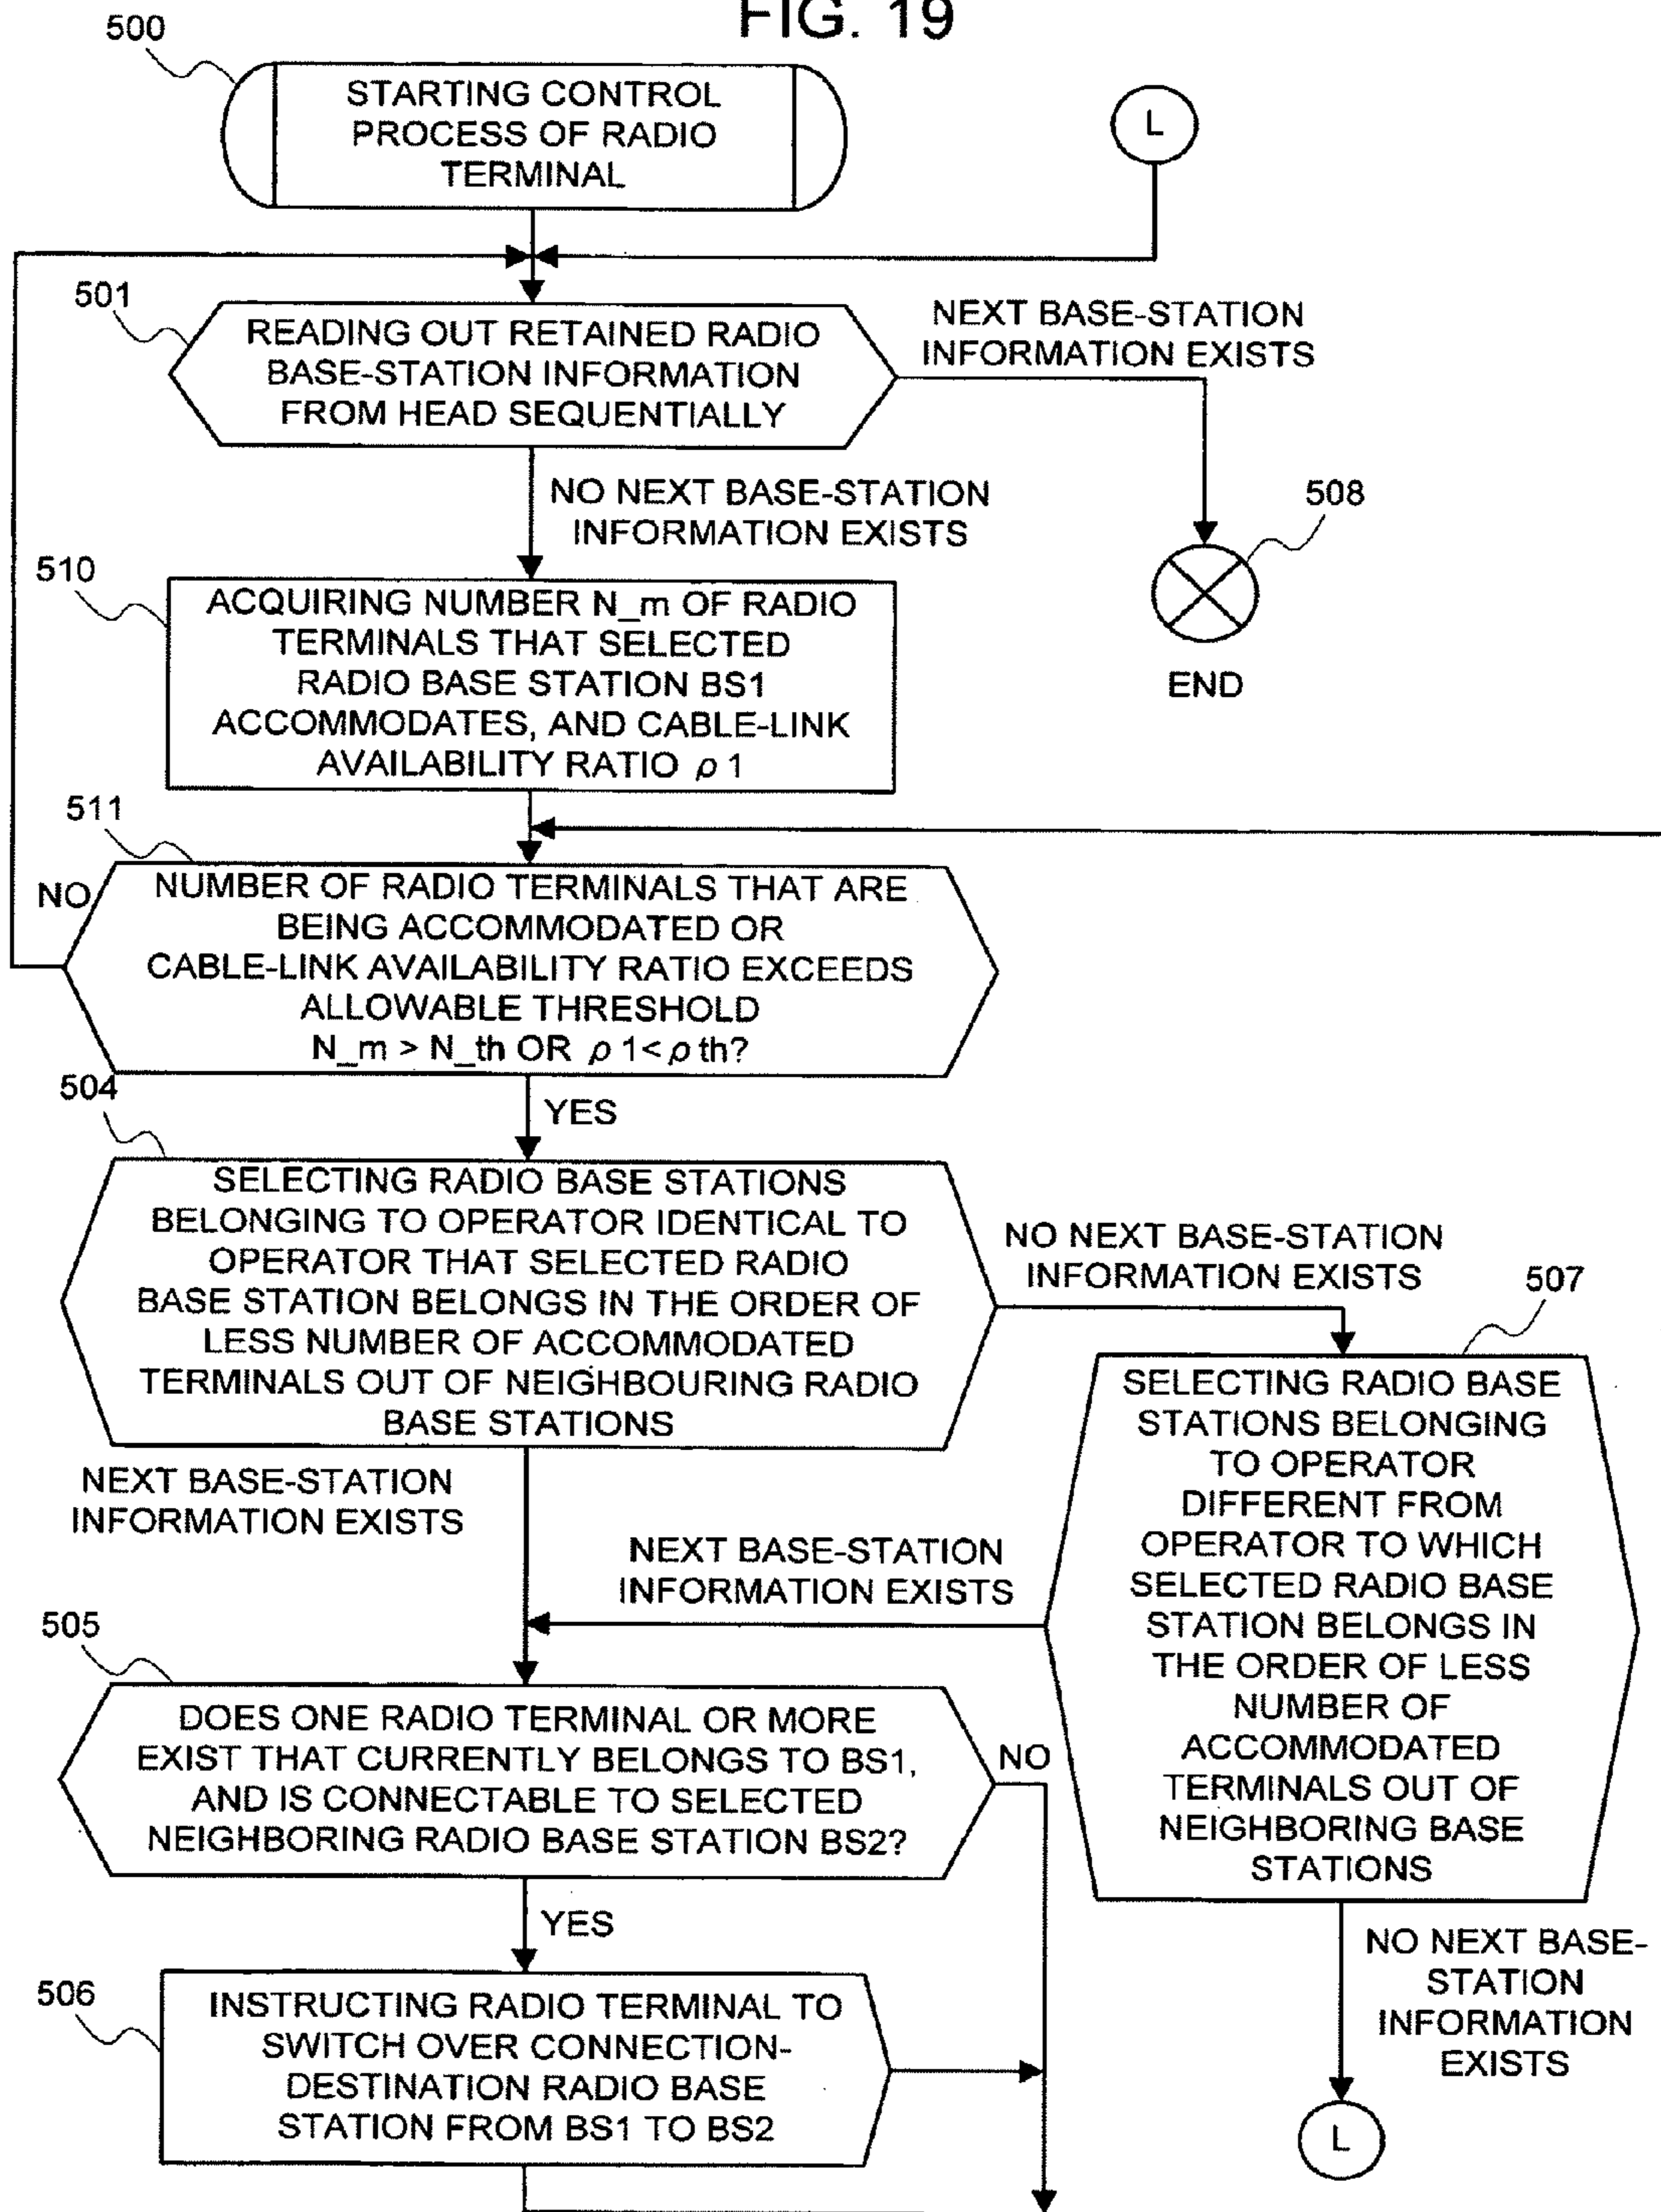 FIG. 19
500
STARTING CONTROL
PROCESS OF RADIO
TERMINAL
L
501
READING OUT RETAINED RADIO
BASE-STATION INFORMATION
FROM HEAD SEQUENTIALLY
NEXT BASE-STATION
INFORMATION EXISTS
NO NEXT BASE-STATION
INFORMATION EXISTS
508
END
510
ACQUIRING NUMBER N_m OF RADIO
TERMINALS THAT SELECTED
RADIO BASE STATION BS1
ACCOMMODATES, AND CABLE-LINK
AVAILABILITY RATIO ρ 1
511
NO
NUMBER OF RADIO TERMINALS THAT ARE
BEING ACCOMMODATED OR
CABLE-LINK AVAILABILITY RATIO EXCEEDS
ALLOWABLE THRESHOLD
N_m > N_th OR ρ 1< ρ th?
YES
504
SELECTING RADIO BASE STATIONS
BELONGING TO OPERATOR IDENTICAL TO
OPERATOR THAT SELECTED RADIO
BASE STATION BELONGS IN THE ORDER OF
LESS NUMBER OF ACCOMMODATED
TERMINALS OUT OF NEIGHBOURING RADIO
BASE STATIONS
NO NEXT BASE-STATION
INFORMATION EXISTS
507
SELECTING RADIO BASE
STATIONS BELONGING
TO OPERATOR
DIFFERENT FROM
OPERATOR TO WHICH
SELECTED RADIO BASE
STATION BELONGS IN
THE ORDER OF LESS
NUMBER OF
ACCOMMODATED
TERMINALS OUT OF
NEIGHBORING BASE
STATIONS
NEXT BASE-STATION
INFORMATION EXISTS
NEXT BASE-STATION
INFORMATION EXISTS
505
DOES ONE RADIO TERMINAL OR MORE
EXIST THAT CURRENTLY BELONGS TO BS1,
AND IS CONNECTABLE TO SELECTED
NEIGHBORING RADIO BASE STATION BS2?
NO
YES
506
INSTRUCTING RADIO TERMINAL TO
SWITCH OVER CONNECTION-
DESTINATION RADIO BASE
STATION FROM BS1 TO BS2
NO NEXT BASE-
STATION
INFORMATION
EXISTS
L